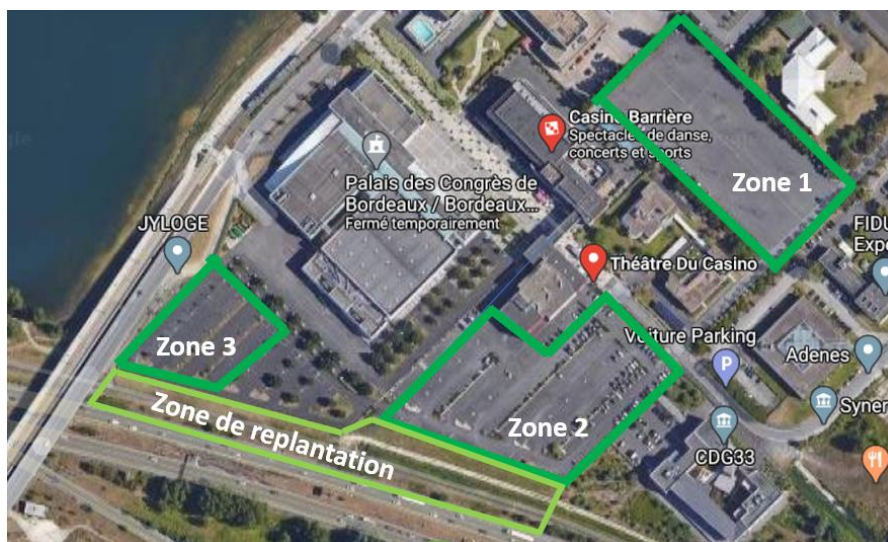 Casino Barrière
Spectacles de danse,
concerts et sports
Zone 1
Palais des Congrès de
Bordeaux / Bordeaux...
Fermé temporairement
JYLOGE
FIDU
Expe
Théâtre Du Casino
Voiture Parking
Adenes
Zone 3
Zone de replantation
Zone 2
CDG33
Syner
P